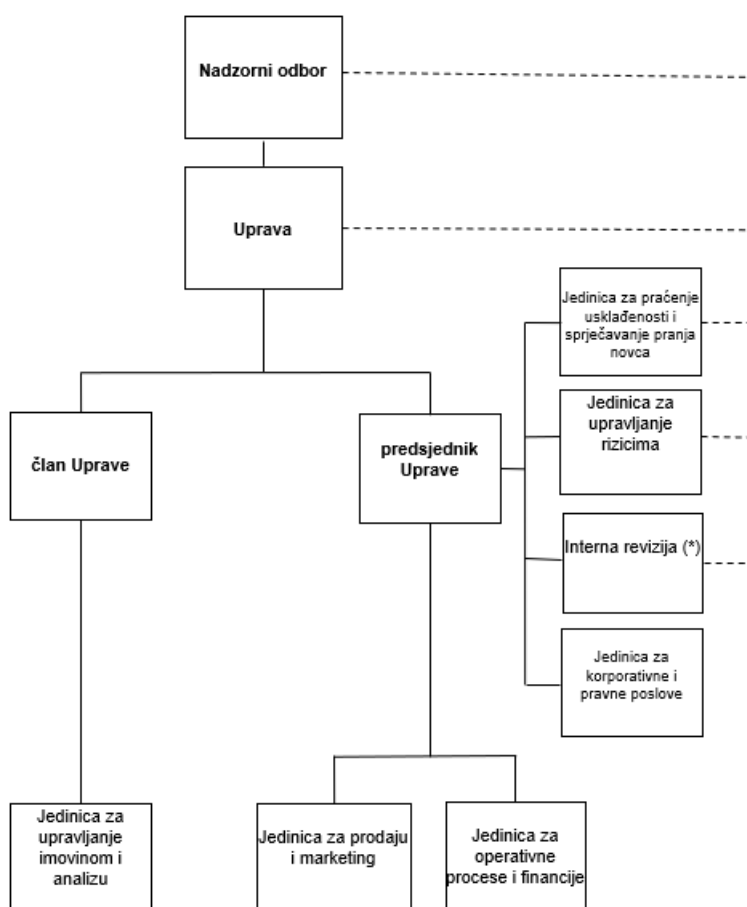 Nadzorni odbor
Uprava
Jedinica za praćenje
usklađenosti i
sprječavanje pranja
novca
Jedinica za
upravljanje
rizicima
član Uprave
predsjednik
Uprave
Interna revizija (*)
Jedinica za
korporativne i
pravne poslove
Jedinica za
upravljanje
imovinom i
analizu
Jedinica za prodaju
i marketing
Jedinica za
operativne
procese i financije